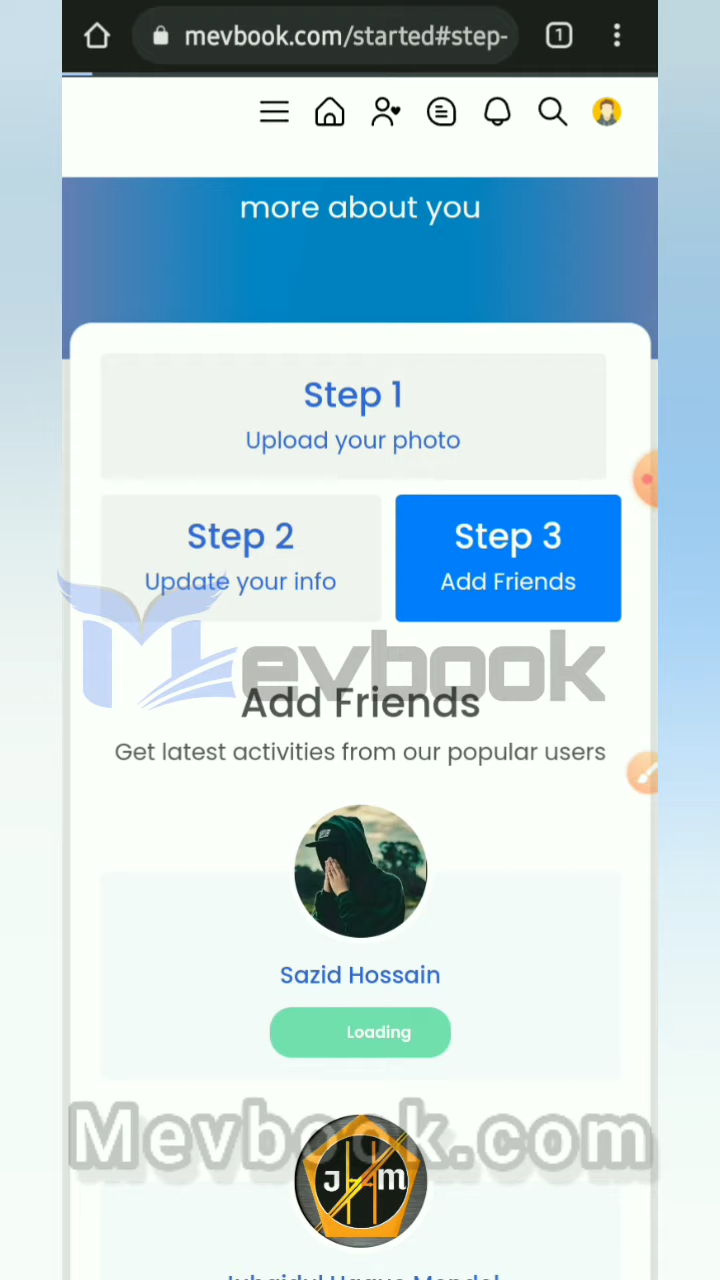 mevbook.com/started#step-
1
more about you
Step 1
Upload your photo
Step 2
Update your info
Step 3
Add Friends
Mevbook
Add Friends
Get latest activities from our popular users
Sazid Hossain
Loading
Mevbook.com
J H m